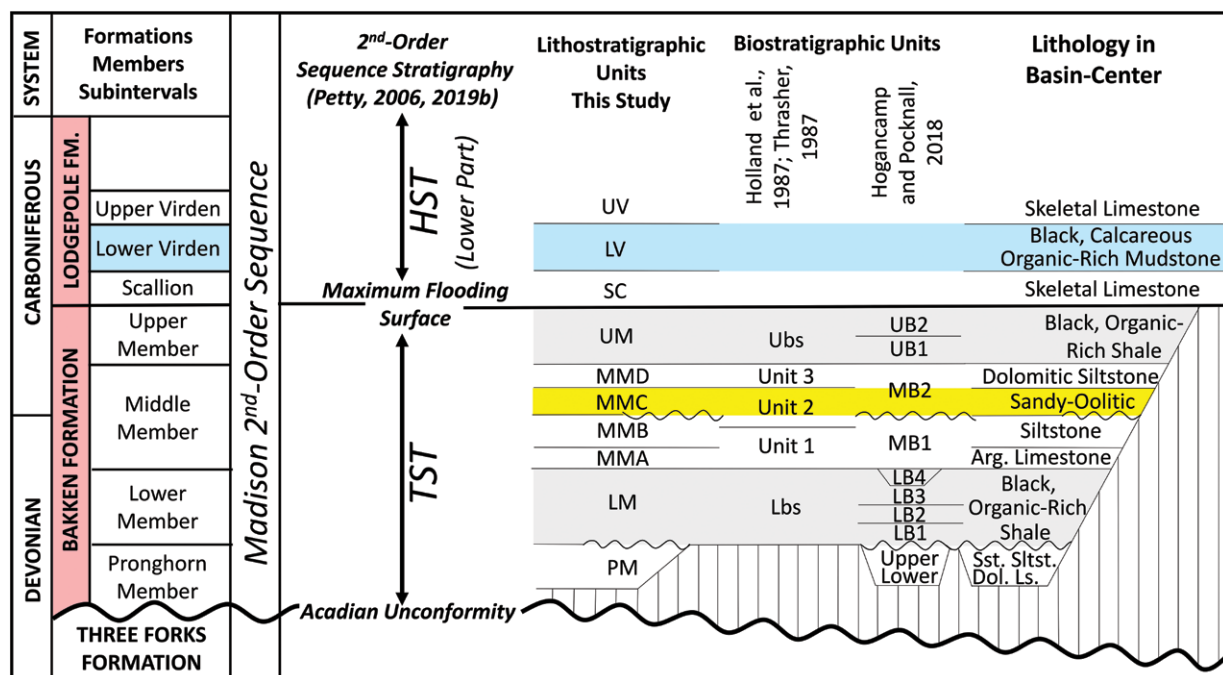 SYSTEM
Formations
Members
Subintervals
2nd-Order
Sequence Stratigraphy
(Petty, 2006, 2019b)
Lithostratigraphic
Units
This Study
Biostratigraphic Units
Holland et al.,
1987; Thrasher,
1987
Hogancamp
and Pocknall,
2018
Lithology in
Basin-Center
CARBONIFEROUS
DEVONIAN
LODGEPOLE FM.
BAKKEN FORMATION
Upper Virden
Lower Virden
Scallion
Upper
Member
Middle
Member
Lower
Member
Pronghorn
Member
THREE FORKS
FORMATION
Madison 2nd-Order Sequence
HST
(Lower Part)
Maximum Flooding
Surface
TST
Acadian Unconformity
UV
LV
SC
UM
MMD
MMC
MMB
MMA
LM
PM
Ubs
Unit 3
Unit 2
Unit 1
Lbs
UB2
UB1
MB2
MB1
LB4
LB3
LB2
LB1
Upper
Lower
Skeletal Limestone
Black, Calcareous
Organic-Rich Mudstone
Skeletal Limestone
Black, Organic-
Rich Shale
Dolomitic Siltstone
Sandy-Oolitic
Siltstone
Arg. Limestone
Black,
Organic-Rich
Shale
Sst. Sltst.
Dol. Ls.